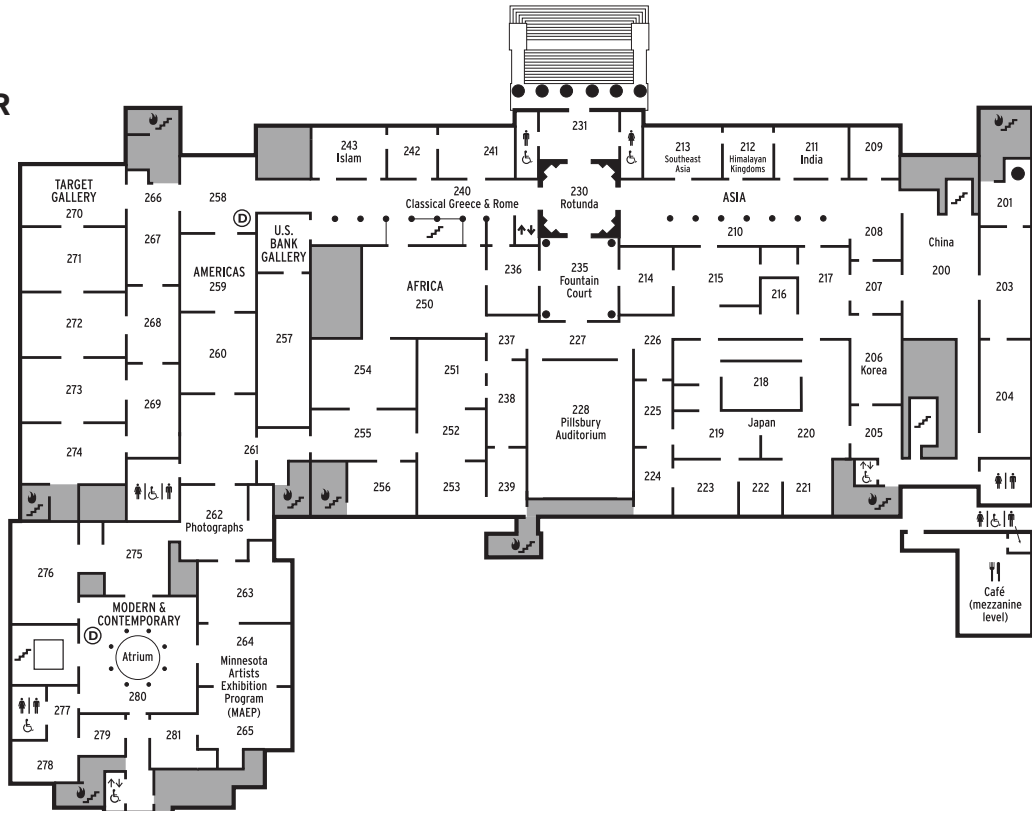 R
231
243
Islam
242
241
213
Southeast
Asia
212
Himalayan
Kingdoms
211
India
209
TARGET
GALLERY
270
266
258
240
Classical Greece & Rome
230
Rotunda
ASIA
201
D
U.S.
BANK
GALLERY
210
208
China
200
267
271
AMERICAS
259
AFRICA
250
236
235
Fountain
Court
214
215
216
217
207
203
272
268
260
257
237
227
226
206
Korea
254
251
218
273
269
238
228
Pillsbury
Auditorium
225
Japan
204
274
261
255
252
219
220
205
256
253
239
224
223
222
221
262
Photographs
275
276
263
Café
(mezzanine
level)
MODERN &
CONTEMPORARY
D
Atrium
264
Minnesota
Artists
Exhibition
Program
(MAEP)
265
280
277
279
281
278